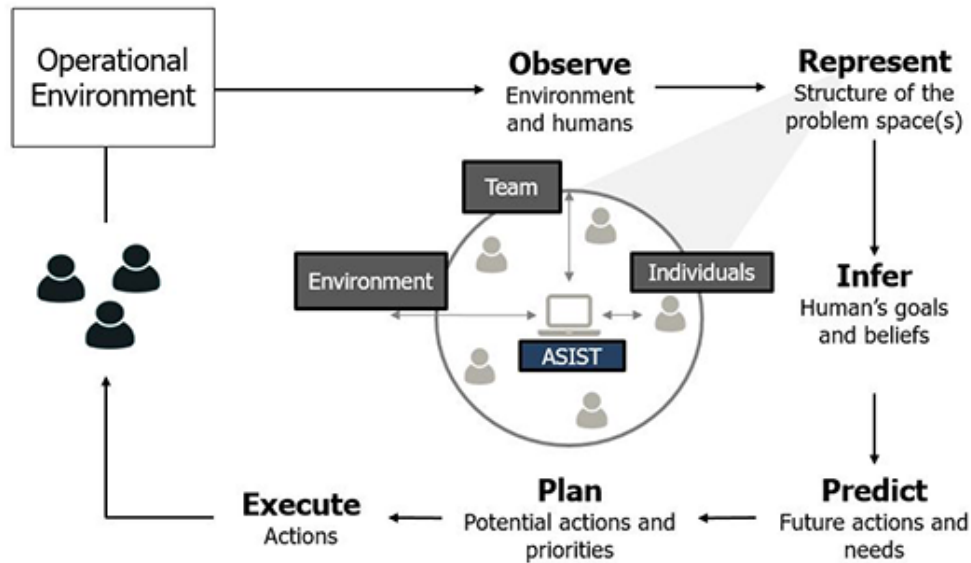 Operational
Environment
Observe
Environment
and humans
Represent
Structure of the
problem space(s)
Team
Environment
Individuals
ASIST
Infer
Human's goals
and beliefs
Execute
Actions
Plan
Potential actions and
priorities
Predict
Future actions and
needs